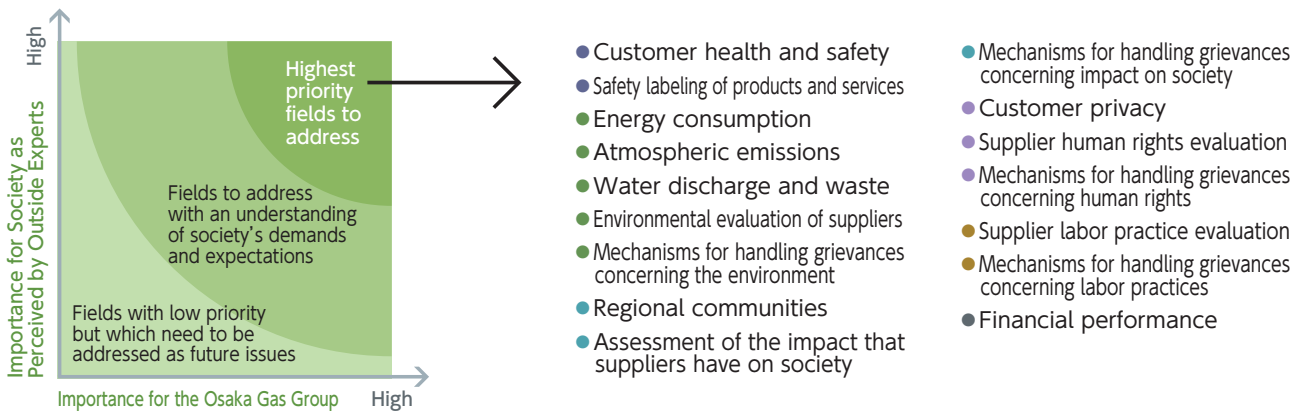 High
Importance for Society as
Perceived by Outside Experts
Highest
priority
fields to
address
Fields to address
with an understanding
of society's demands
and expectations
Fields with low priority
but which need to be
addressed as future issues
Importance for the Osaka Gas Group
High
● Customer health and safety
● Safety labeling of products and services
● Energy consumption
● Atmospheric emissions
● Water discharge and waste
● Environmental evaluation of suppliers
● Mechanisms for handling grievances
concerning the environment
● Regional communities
● Assessment of the impact that
suppliers have on society
● Mechanisms for handling grievances
concerning impact on society
● Customer privacy
● Supplier human rights evaluation
● Mechanisms for handling grievances
concerning human rights
● Supplier labor practice evaluation
● Mechanisms for handling grievances
concerning labor practices
● Financial performance